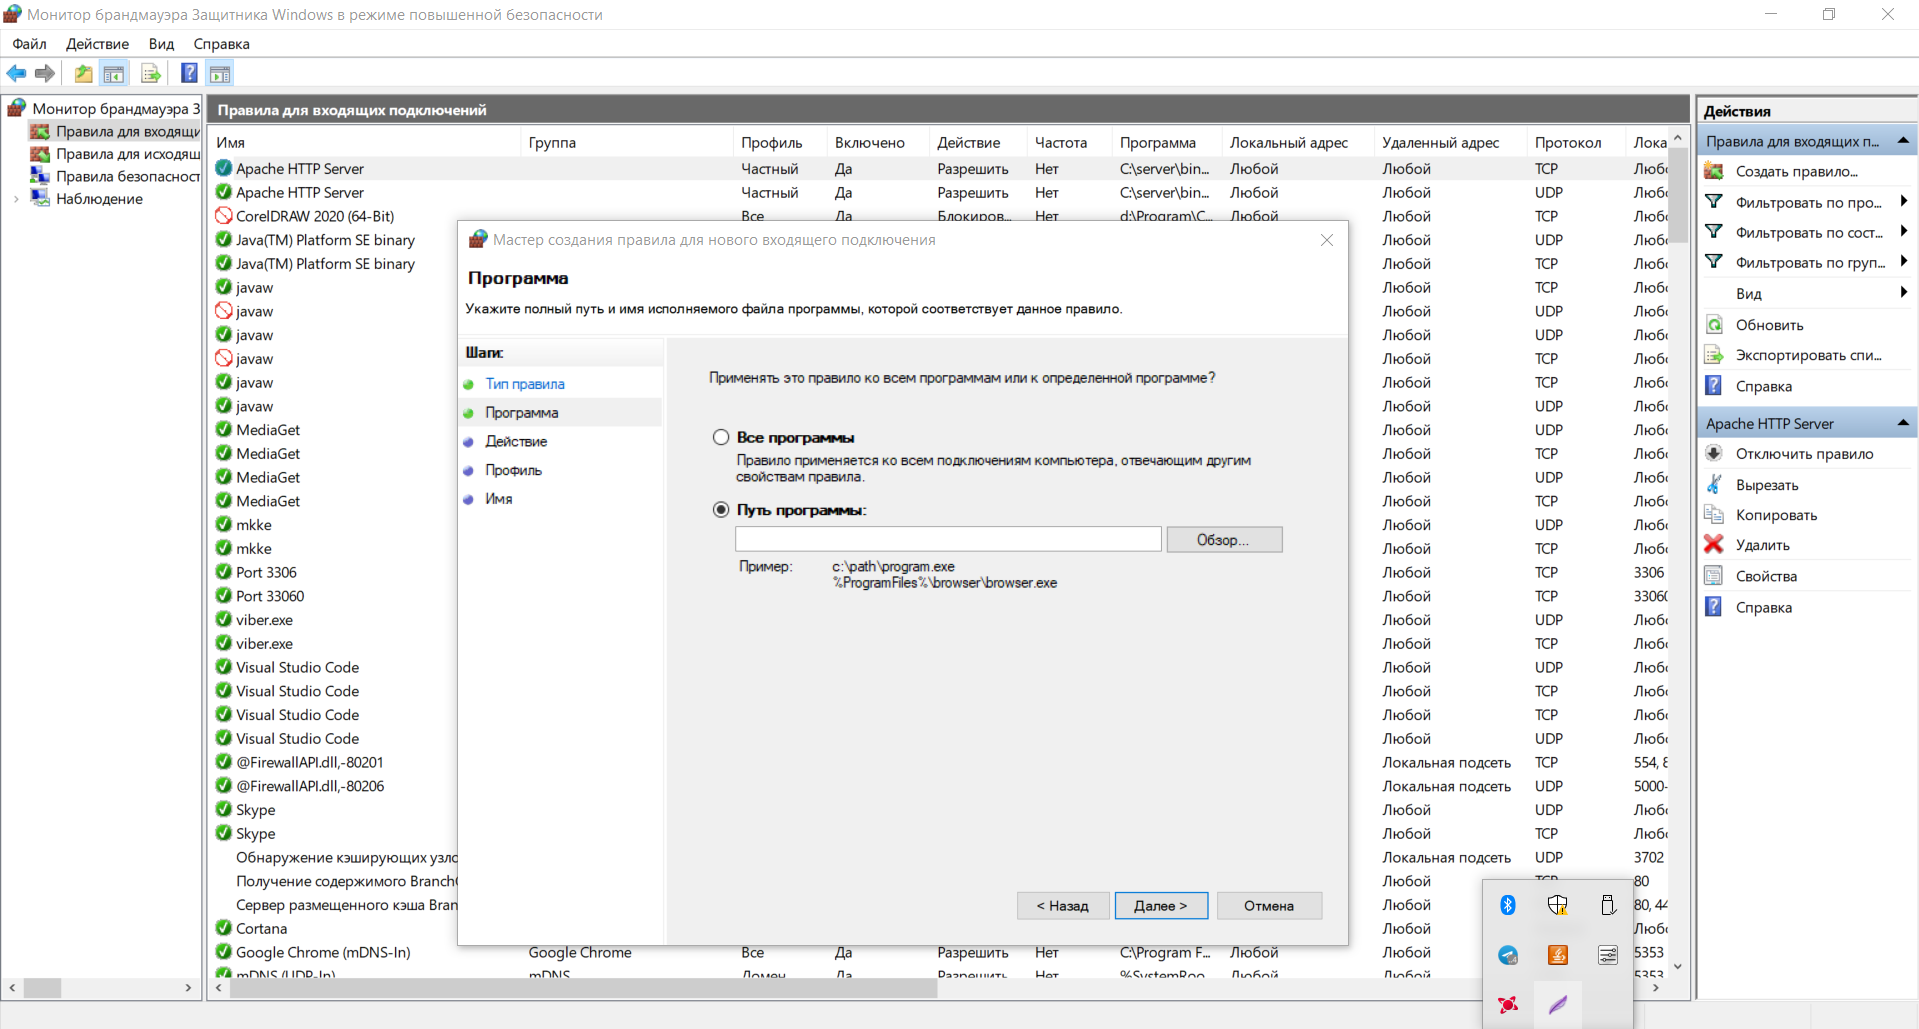 Монитор брандмауэра Защитника Windows в режиме повышенной безопасности
Файл Действие Вид Справка
Монитор брандмауэра З
Правила для входящи
Правила для исходящ
Правила безопасност
Наблюдение
Правила для входящих подключений
Имя Группа Профиль Включено Действие Частота Программа Локальный адрес Удаленный адрес Протокол Лока
Apache HTTP Server Частный Да Разрешить Нет C:\server\bin... Любой Любой TCP Любо
Apache HTTP Server Частный Да Разрешить Нет C:\server\bin... Любой Любой UDP Любо
CorelDRAW 2020 (64-Bit) Все Да Блокиров... Нет d:\Program\C... Любой Любой TCP Любо
Java(TM) Platform SE binary Любой UDP Любо
Java(TM) Platform SE binary Любой TCP Любо
javaw Любой TCP Любо
javaw Любой UDP Любо
javaw Любой UDP Любо
javaw Любой TCP Любо
javaw Любой TCP Любо
javaw Любой UDP Любо
MediaGet Любой UDP Любо
MediaGet Любой TCP Любо
MediaGet Любой UDP Любо
MediaGet Любой TCP Любо
mkke Любой UDP Любо
mkke Любой TCP Любо
Port 3306 Любой TCP 3306
Port 33060 Любой TCP 33060
viber.exe Любой UDP Любо
viber.exe Любой TCP Любо
Visual Studio Code Любой UDP Любо
Visual Studio Code Любой TCP Любо
Visual Studio Code Любой TCP Любо
Visual Studio Code Любой UDP Любо
@FirewallAPI.dll,-80201 Локальная подсеть TCP 554, 8
@FirewallAPI.dll,-80206 Локальная подсеть UDP 5000-
Skype Любой UDP Любо
Skype Любой TCP Любо
Обнаружение кэширующих узло Локальная подсеть UDP 3702
Получение содержимого BranchC Любой TCP 80
Сервер размещенного кэша Bran Любой 80, 44
Cortana Любой Любо
Google Chrome (mDNS-In) Google Chrome Все Да Разрешить Нет C:\Program F... Любой Любой 5353
mDNS (UDP-In) mDNS Домен Да Разрешить Нет %SystemRoo Любой Любой 5353
Мастер создания правила для нового входящего подключения
Программа
Укажите полный путь и имя исполняемого файла программы, которой соответствует данное правило.
Шаги:
Тип правила
Программа
Действие
Профиль
Имя
Применять это правило ко всем программам или к определенной программе?
Все программы
Правило применяется ко всем подключениям компьютера, отвечающим другим
свойствам правила.
Путь программы:
Обзор...
Пример: c:\path\program.exe
%ProgramFiles%\browser\browser.exe
< Назад Далее > Отмена
Действия
Правила для входящих п...
Создать правило...
Фильтровать по про...
Фильтровать по сост...
Фильтровать по груп...
Вид
Обновить
Экспортировать спи...
Справка
Apache HTTP Server
Отключить правило
Вырезать
Копировать
Удалить
Свойства
Справка